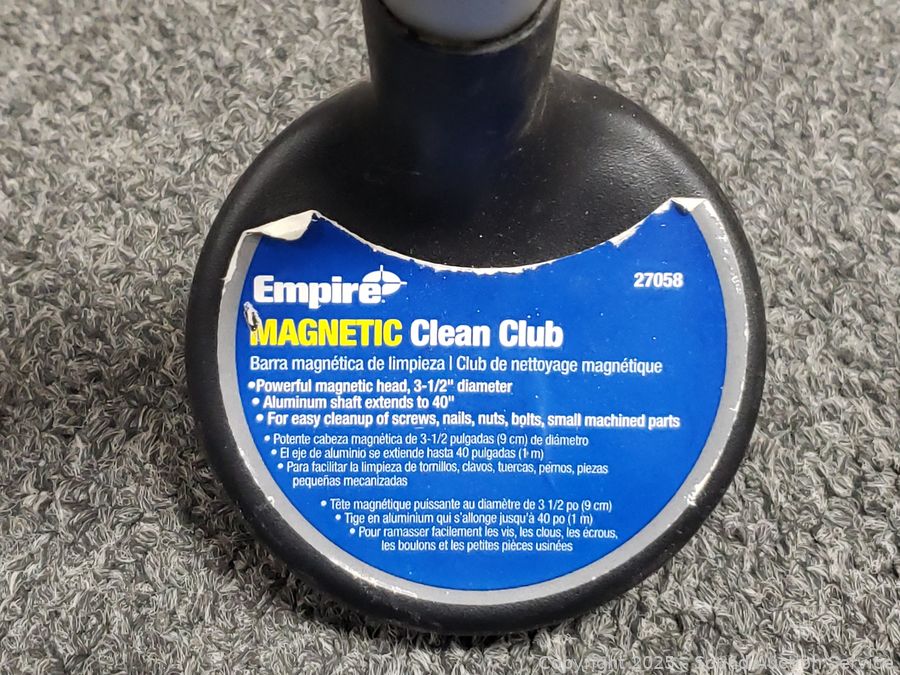 Empire
27058
MAGNETIC Clean Club
Barra magnética de limpieza | Club de nettoyage magnétique
•Powerful magnetic head, 3-1/2" diameter
• Aluminum shaft extends to 40"
• For easy cleanup of screws, nails, nuts, bolts, small machined parts
• Potente cabeza magnética de 3-1/2 pulgadas (9 cm) de diámetro
• El eje de aluminio se extiende hasta 40 pulgadas (1 m)
• Para facilitar la limpieza de tornillos, clavos, tuercas, pernos, piezas
pequeñas mecanizadas
• Tête magnétique puissante au diamètre de 3 1/2 po (9 cm)
• Tige en aluminium qui s'allonge jusqu'à 40 po (1 m)
• Pour ramasser facilement les vis, les clous, les écrous,
les boulons et les petites pièces usinées
Copyright 2025 - Speed Auction Service